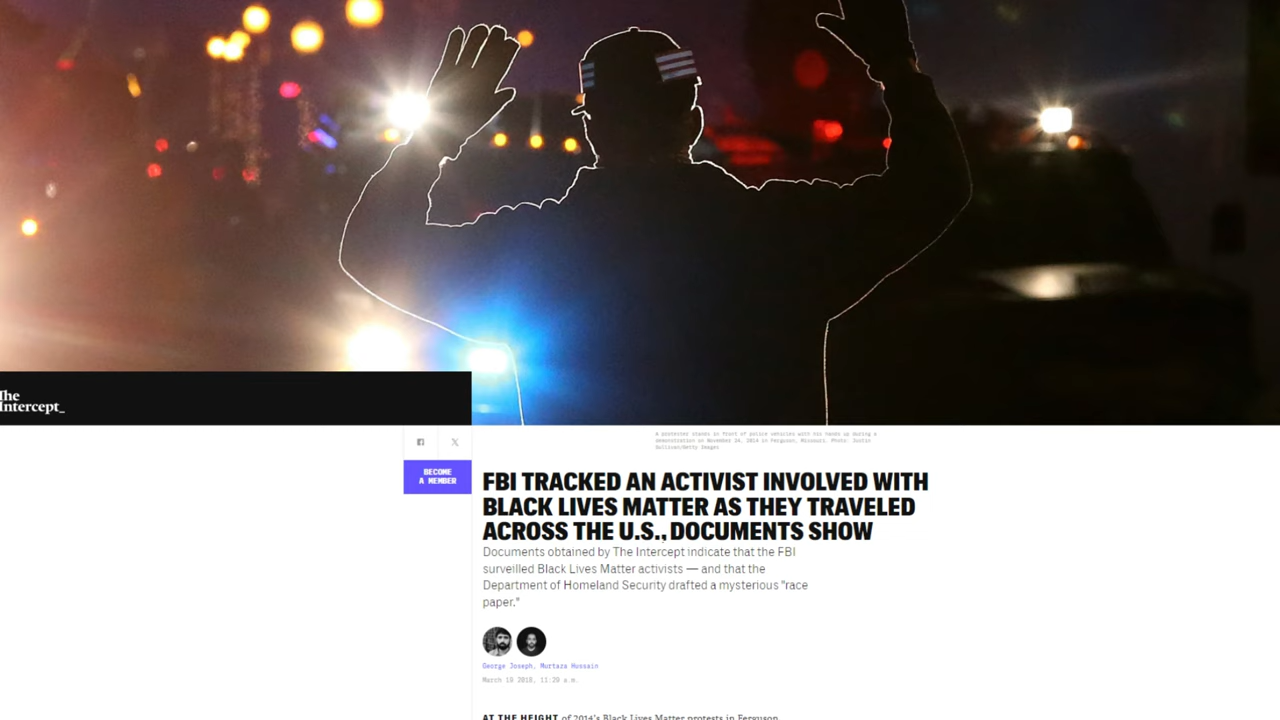 The
Intercept_
A protester stands in front of police vehicles with his hands up during a
demonstration on November 24, 2014 in Ferguson, Missouri. Photo: Justin
Sullivan/Getty Images
BECOME
A MEMBER
FBI TRACKED AN ACTIVIST INVOLVED WITH
BLACK LIVES MATTER AS THEY TRAVELED
ACROSS THE U.S., DOCUMENTS SHOW
Documents obtained by The Intercept indicate that the FBI
surveilled Black Lives Matter activists — and that the
Department of Homeland Security drafted a mysterious "race
paper."
George Joseph, Murtaza Hussain
March 19 2018, 11:29 a.m.
AT THE HEIGHT of 2014's Black Lives Matter protests in Ferguson,